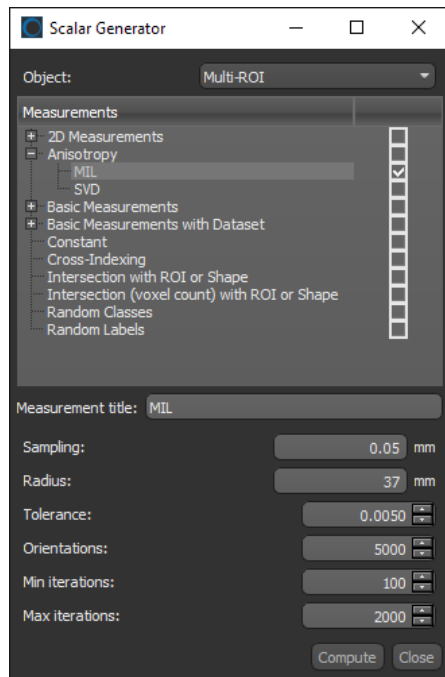 Scalar Generator
Object: Multi-ROI
Measurements
2D Measurements
Anisotropy
MIL
SVD
Basic Measurements
Basic Measurements with Dataset
Constant
Cross-Indexing
Intersection with ROI or Shape
Intersection (voxel count) with ROI or Shape
Random Classes
Random Labels
Measurement title: MIL
Sampling: 0.05 mm
Radius: 37 mm
Tolerance: 0.0050
Orientations: 5000
Min iterations: 100
Max iterations: 2000
Compute Close